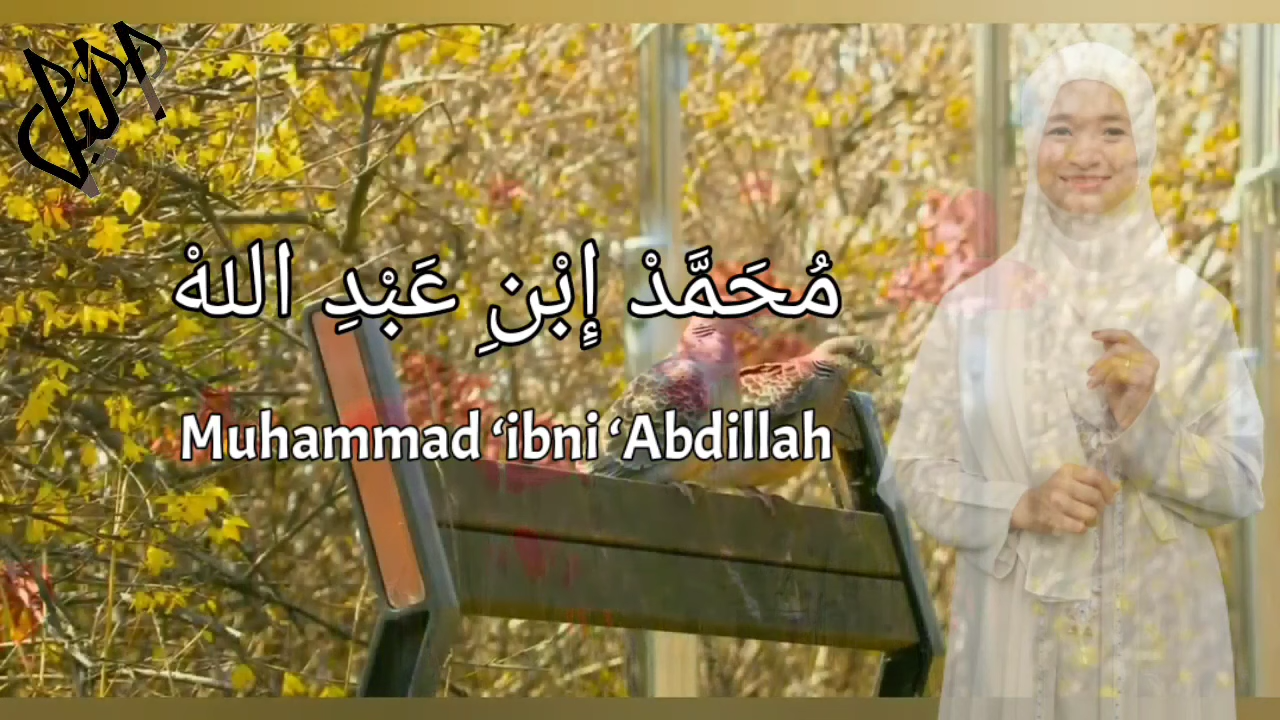 مُحَمَّدْ إِبْنِ عَبْدِ اللهْ
Muhammad ‘ibni ‘Abdillah